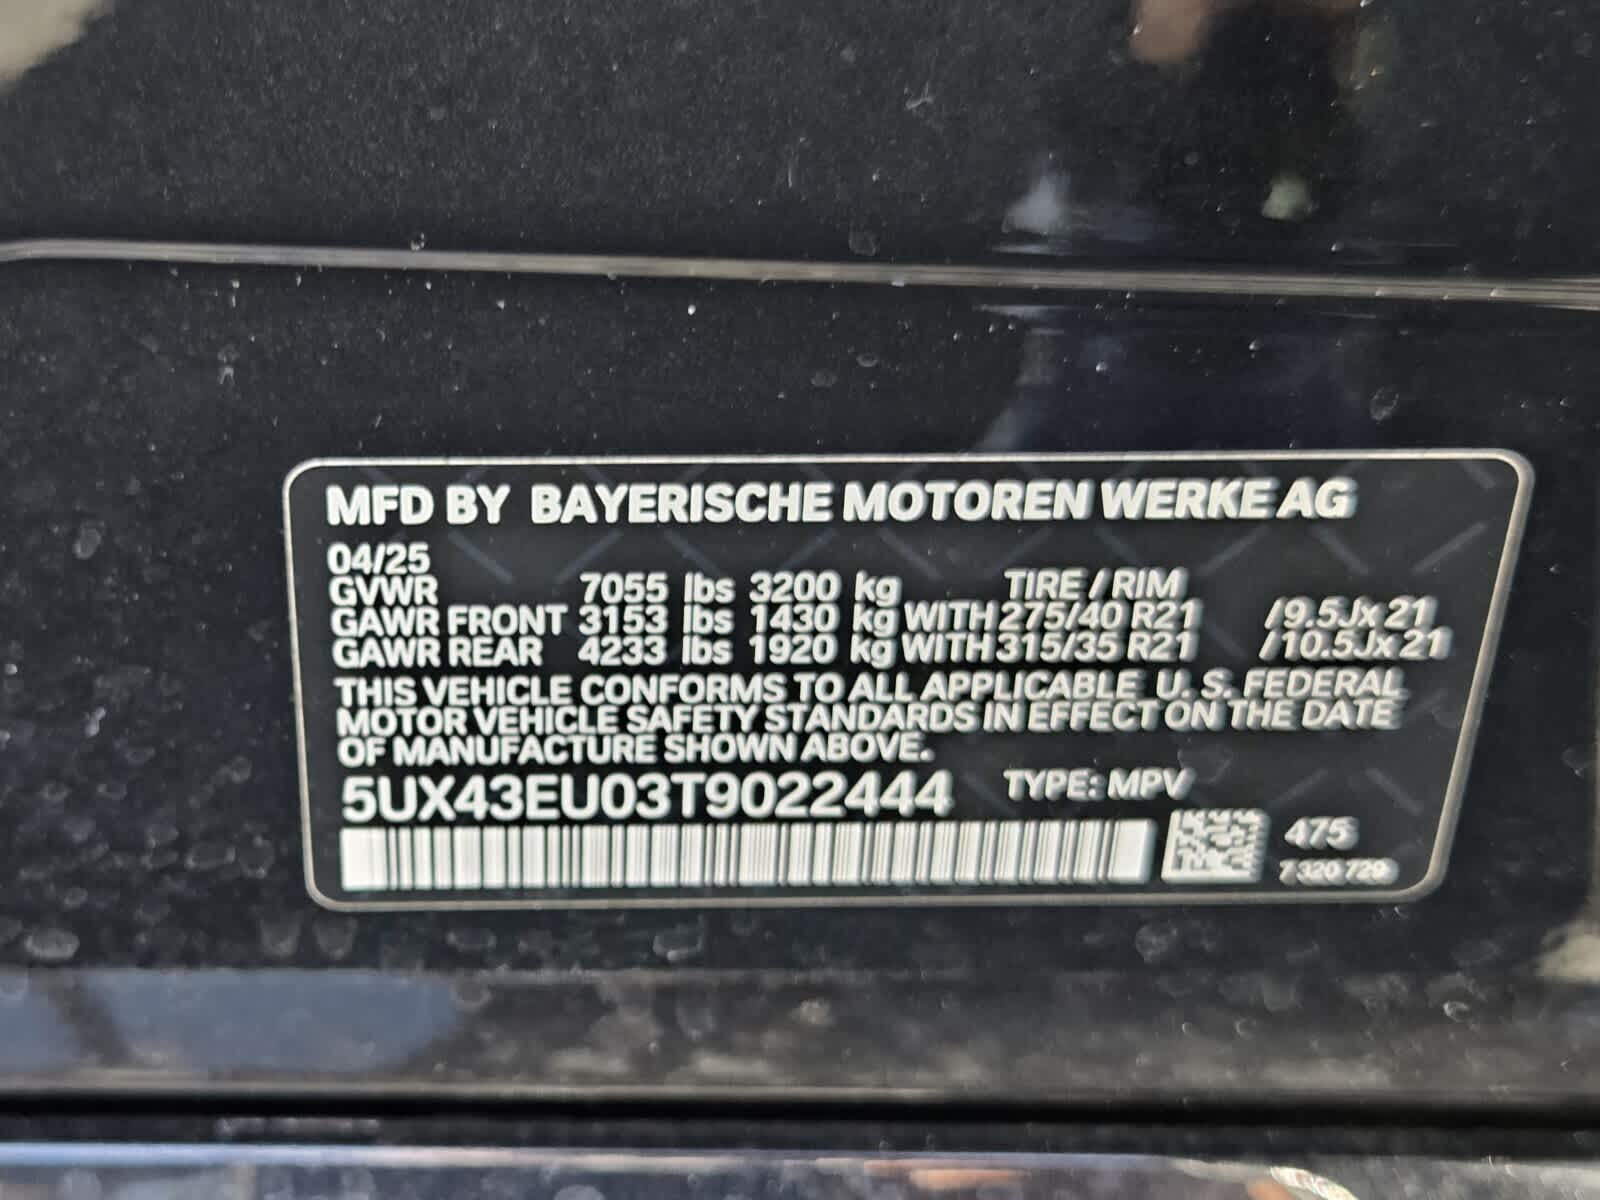 MFD BY BAYERISCHE MOTOREN WERKE AG
04/25
GVWR 7055 lbs 3200 kg TIRE / RIM
GAWR FRONT 3153 lbs 1430 kg WITH 275/40 R21 /9.5Jx21
GAWR REAR 4233 lbs 1920 kg WITH 315/35 R21 /10.5Jx21
THIS VEHICLE CONFORMS TO ALL APPLICABLE U.S. FEDERAL
MOTOR VEHICLE SAFETY STANDARDS IN EFFECT ON THE DATE
OF MANUFACTURE SHOWN ABOVE.
5UX43EU03T9022444 TYPE: MPV
475
7 320 729